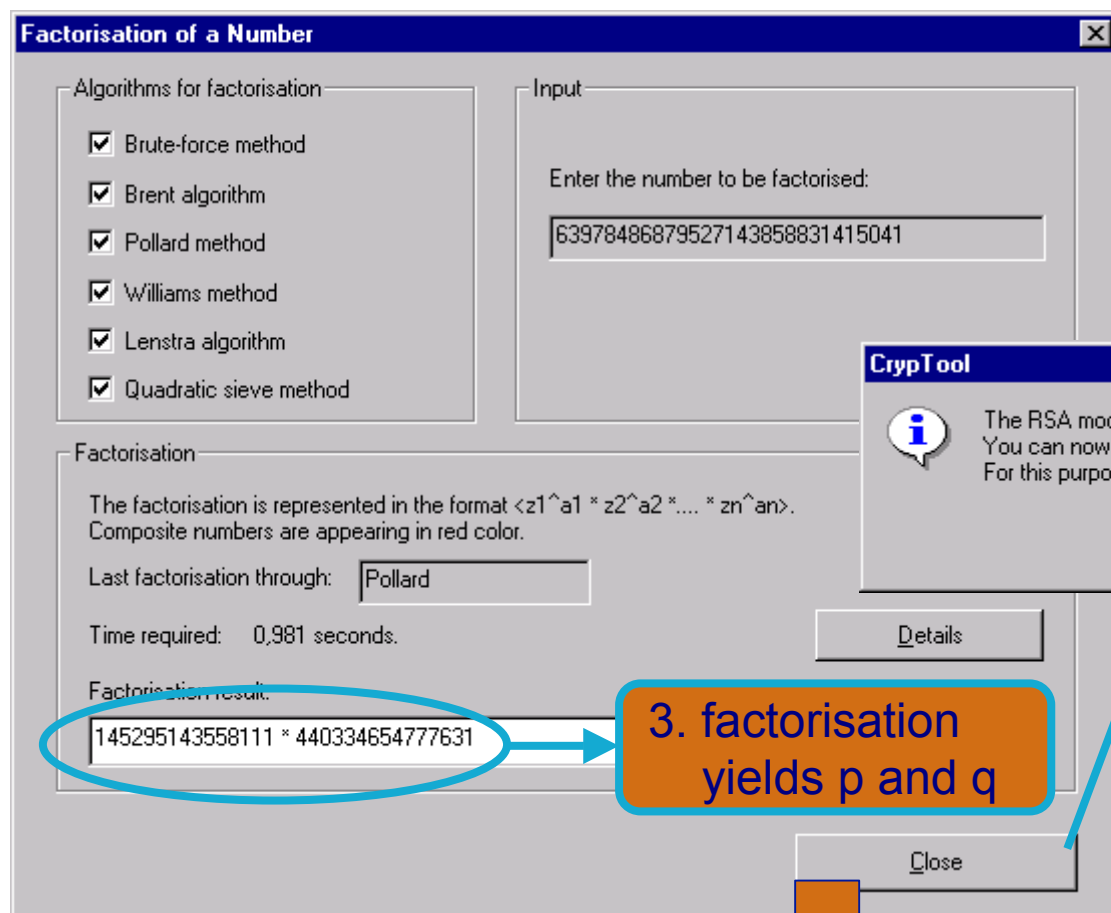 Factorisation of a Number
Algorithms for factorisation
Brute-force method
Brent algorithm
Pollard method
Williams method
Lenstra algorithm
Quadratic sieve method
Input
Enter the number to be factorised:
63978486879527143858831415041
CrypTool
The RSA
You can now
For this
Factorisation
The factorisation is represented in the format <z1^a1 * z2^a2 *.... * zn^an>.
Composite numbers are appearing in red color.
Last factorisation through: Pollard
Time required: 0,981 seconds.
Details
Factorisation result:
145295143558111 * 440334654777631
3. factorisation
yields p and q
Close